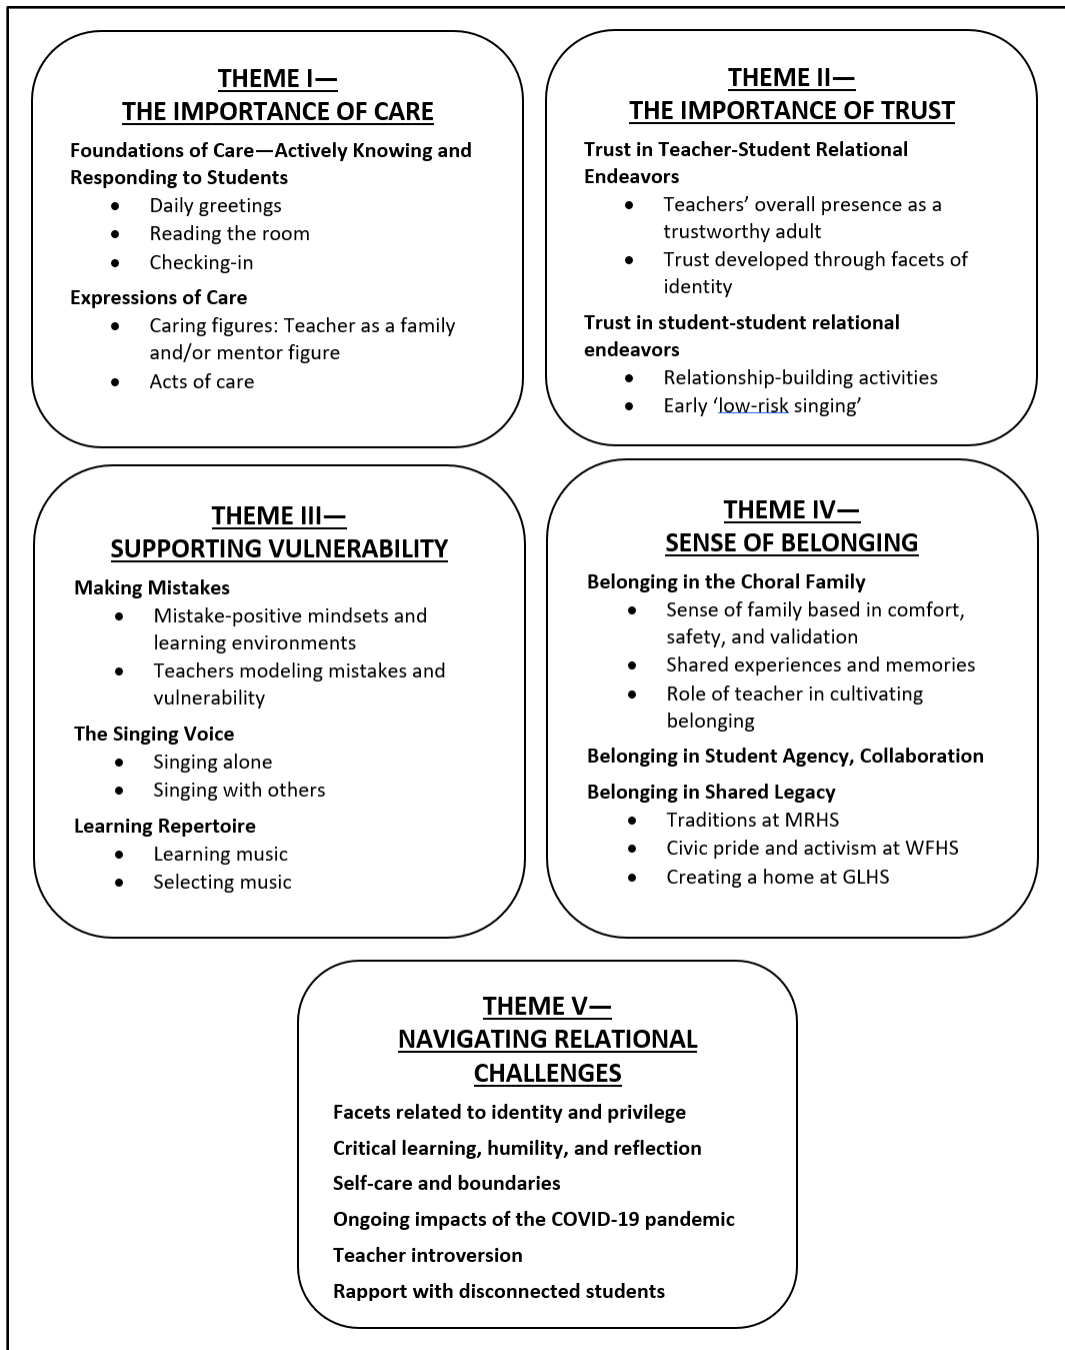 THEME I—
THE IMPORTANCE OF CARE
Foundations of Care—Actively Knowing and
Responding to Students
• Daily greetings
• Reading the room
• Checking-in
Expressions of Care
• Caring figures: Teacher as a family
and/or mentor figure
• Acts of care
THEME II—
THE IMPORTANCE OF TRUST
Trust in Teacher-Student Relational
Endeavors
• Teachers’ overall presence as a
trustworthy adult
• Trust developed through facets of
identity
Trust in student-student relational
endeavors
• Relationship-building activities
• Early ‘low-risk singing’
THEME III—
SUPPORTING VULNERABILITY
Making Mistakes
• Mistake-positive mindsets and
learning environments
• Teachers modeling mistakes and
vulnerability
The Singing Voice
• Singing alone
• Singing with others
Learning Repertoire
• Learning music
• Selecting music
THEME IV—
SENSE OF BELONGING
Belonging in the Choral Family
• Sense of family based in comfort,
safety, and validation
• Shared experiences and memories
• Role of teacher in cultivating
belonging
Belonging in Student Agency, Collaboration
Belonging in Shared Legacy
• Traditions at MRHS
• Civic pride and activism at WFHS
• Creating a home at GLHS
THEME V—
NAVIGATING RELATIONAL
CHALLENGES
Facets related to identity and privilege
Critical learning, humility, and reflection
Self-care and boundaries
Ongoing impacts of the COVID-19 pandemic
Teacher introversion
Rapport with disconnected students